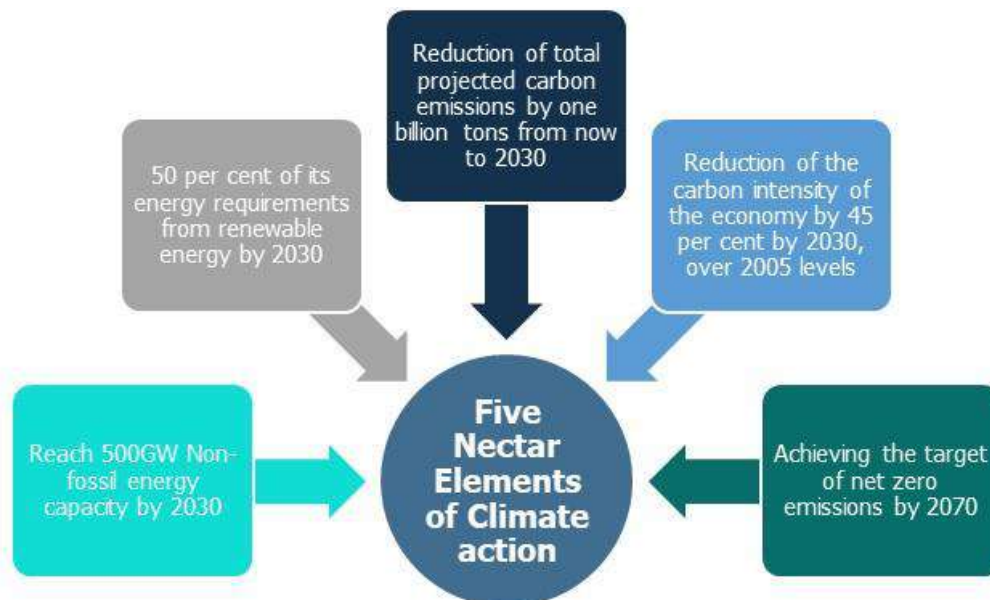 Reduction of total
projected carbon
emissions by one
billion tons from now
to 2030
50 per cent of its
energy requirements
from renewable
energy by 2030
Reduction of the
carbon intensity of
the economy by 45
per cent by 2030,
over 2005 levels
Reach 500GW Non-
fossil energy
capacity by 2030
Five
Nectar
Elements
of Climate
action
Achieving the target
of net zero
emissions by 2070